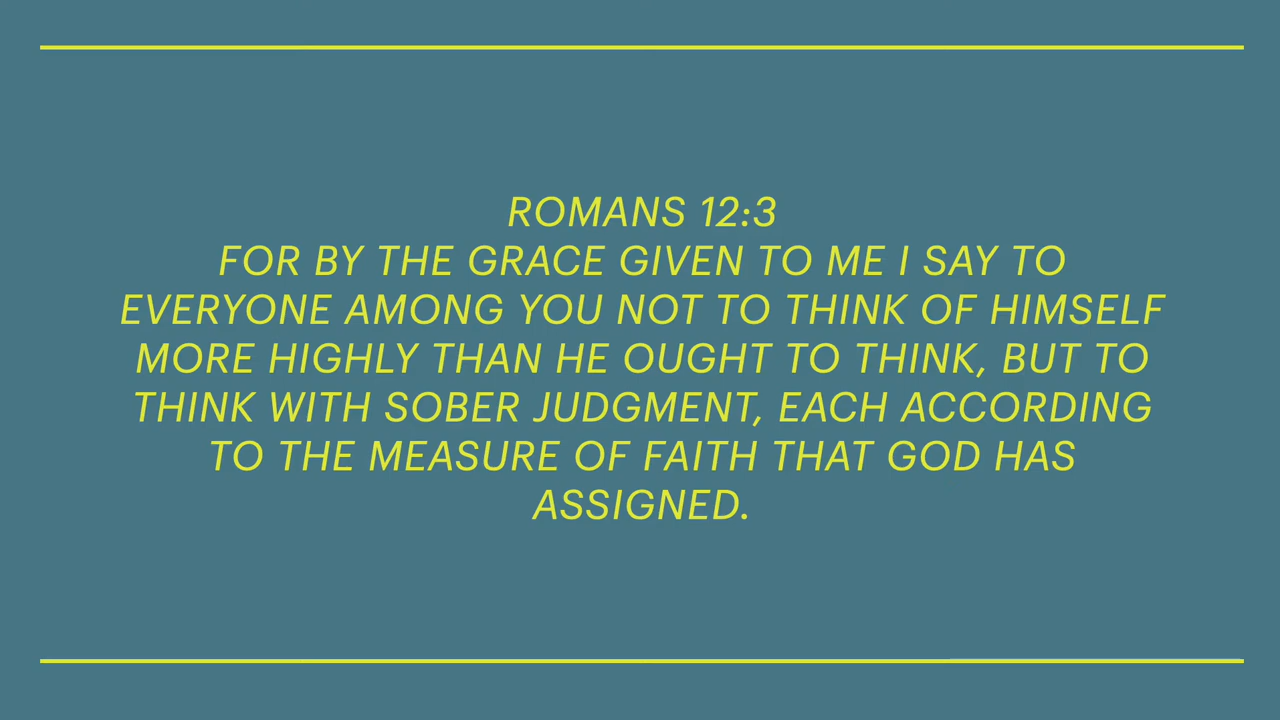 ROMANS 12:3
FOR BY THE GRACE GIVEN TO ME I SAY TO
EVERYONE AMONG YOU NOT TO THINK OF HIMSELF
MORE HIGHLY THAN HE OUGHT TO THINK, BUT TO
THINK WITH SOBER JUDGMENT, EACH ACCORDING
TO THE MEASURE OF FAITH THAT GOD HAS
ASSIGNED.